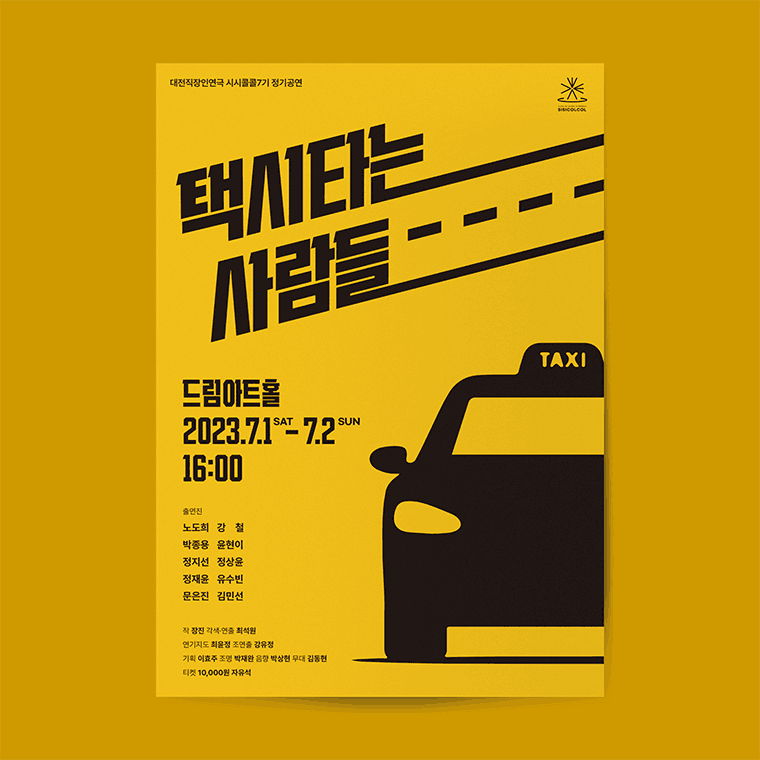 대전직장인연극 시시콜콜7기 정기공연
SISICOLCOL
택시타는
사람들
TAXI
드림아트홀
2023.7.1 SAT – 7.2 SUN
16:00
출연진
노도희 강 철
박종용 윤현이
정지선 정상윤
정재윤 유수빈
문은진 김민선
작 장진 각색·연출 최석원
연기지도 최윤정 조연출 강유정
기획 이효주 조명 박재완 음향 박상현 무대 김동현
티켓 10,000원 자유석